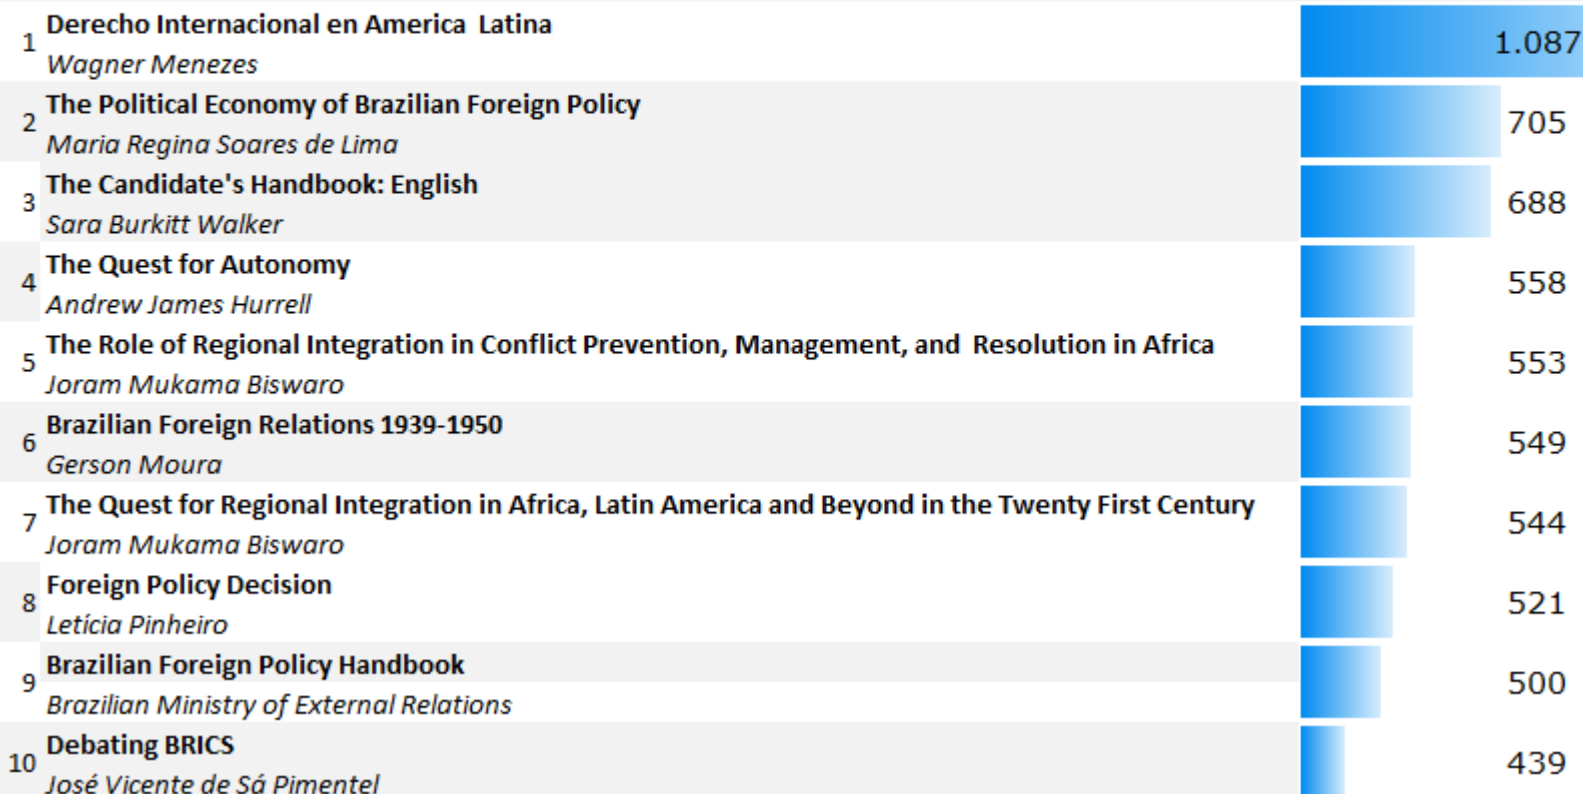 1
Derecho Internacional en America  Latina
Wagner Menezes
1.087
2
The Political Economy of Brazilian Foreign Policy
Maria Regina Soares de Lima
705
3
The Candidate's Handbook: English
Sara Burkitt Walker
688
4
The Quest for Autonomy
Andrew James Hurrell
558
5
The Role of Regional Integration in Conflict Prevention, Management, and  Resolution in Africa
Joram Mukama Biswaro
553
6
Brazilian Foreign Relations 1939-1950
Gerson Moura
549
7
The Quest for Regional Integration in Africa, Latin America and Beyond in the Twenty First Century
Joram Mukama Biswaro
544
8
Foreign Policy Decision
Letícia Pinheiro
521
9
Brazilian Foreign Policy Handbook
Brazilian Ministry of External Relations
500
10
Debating BRICS
José Vicente de Sá Pimentel
439